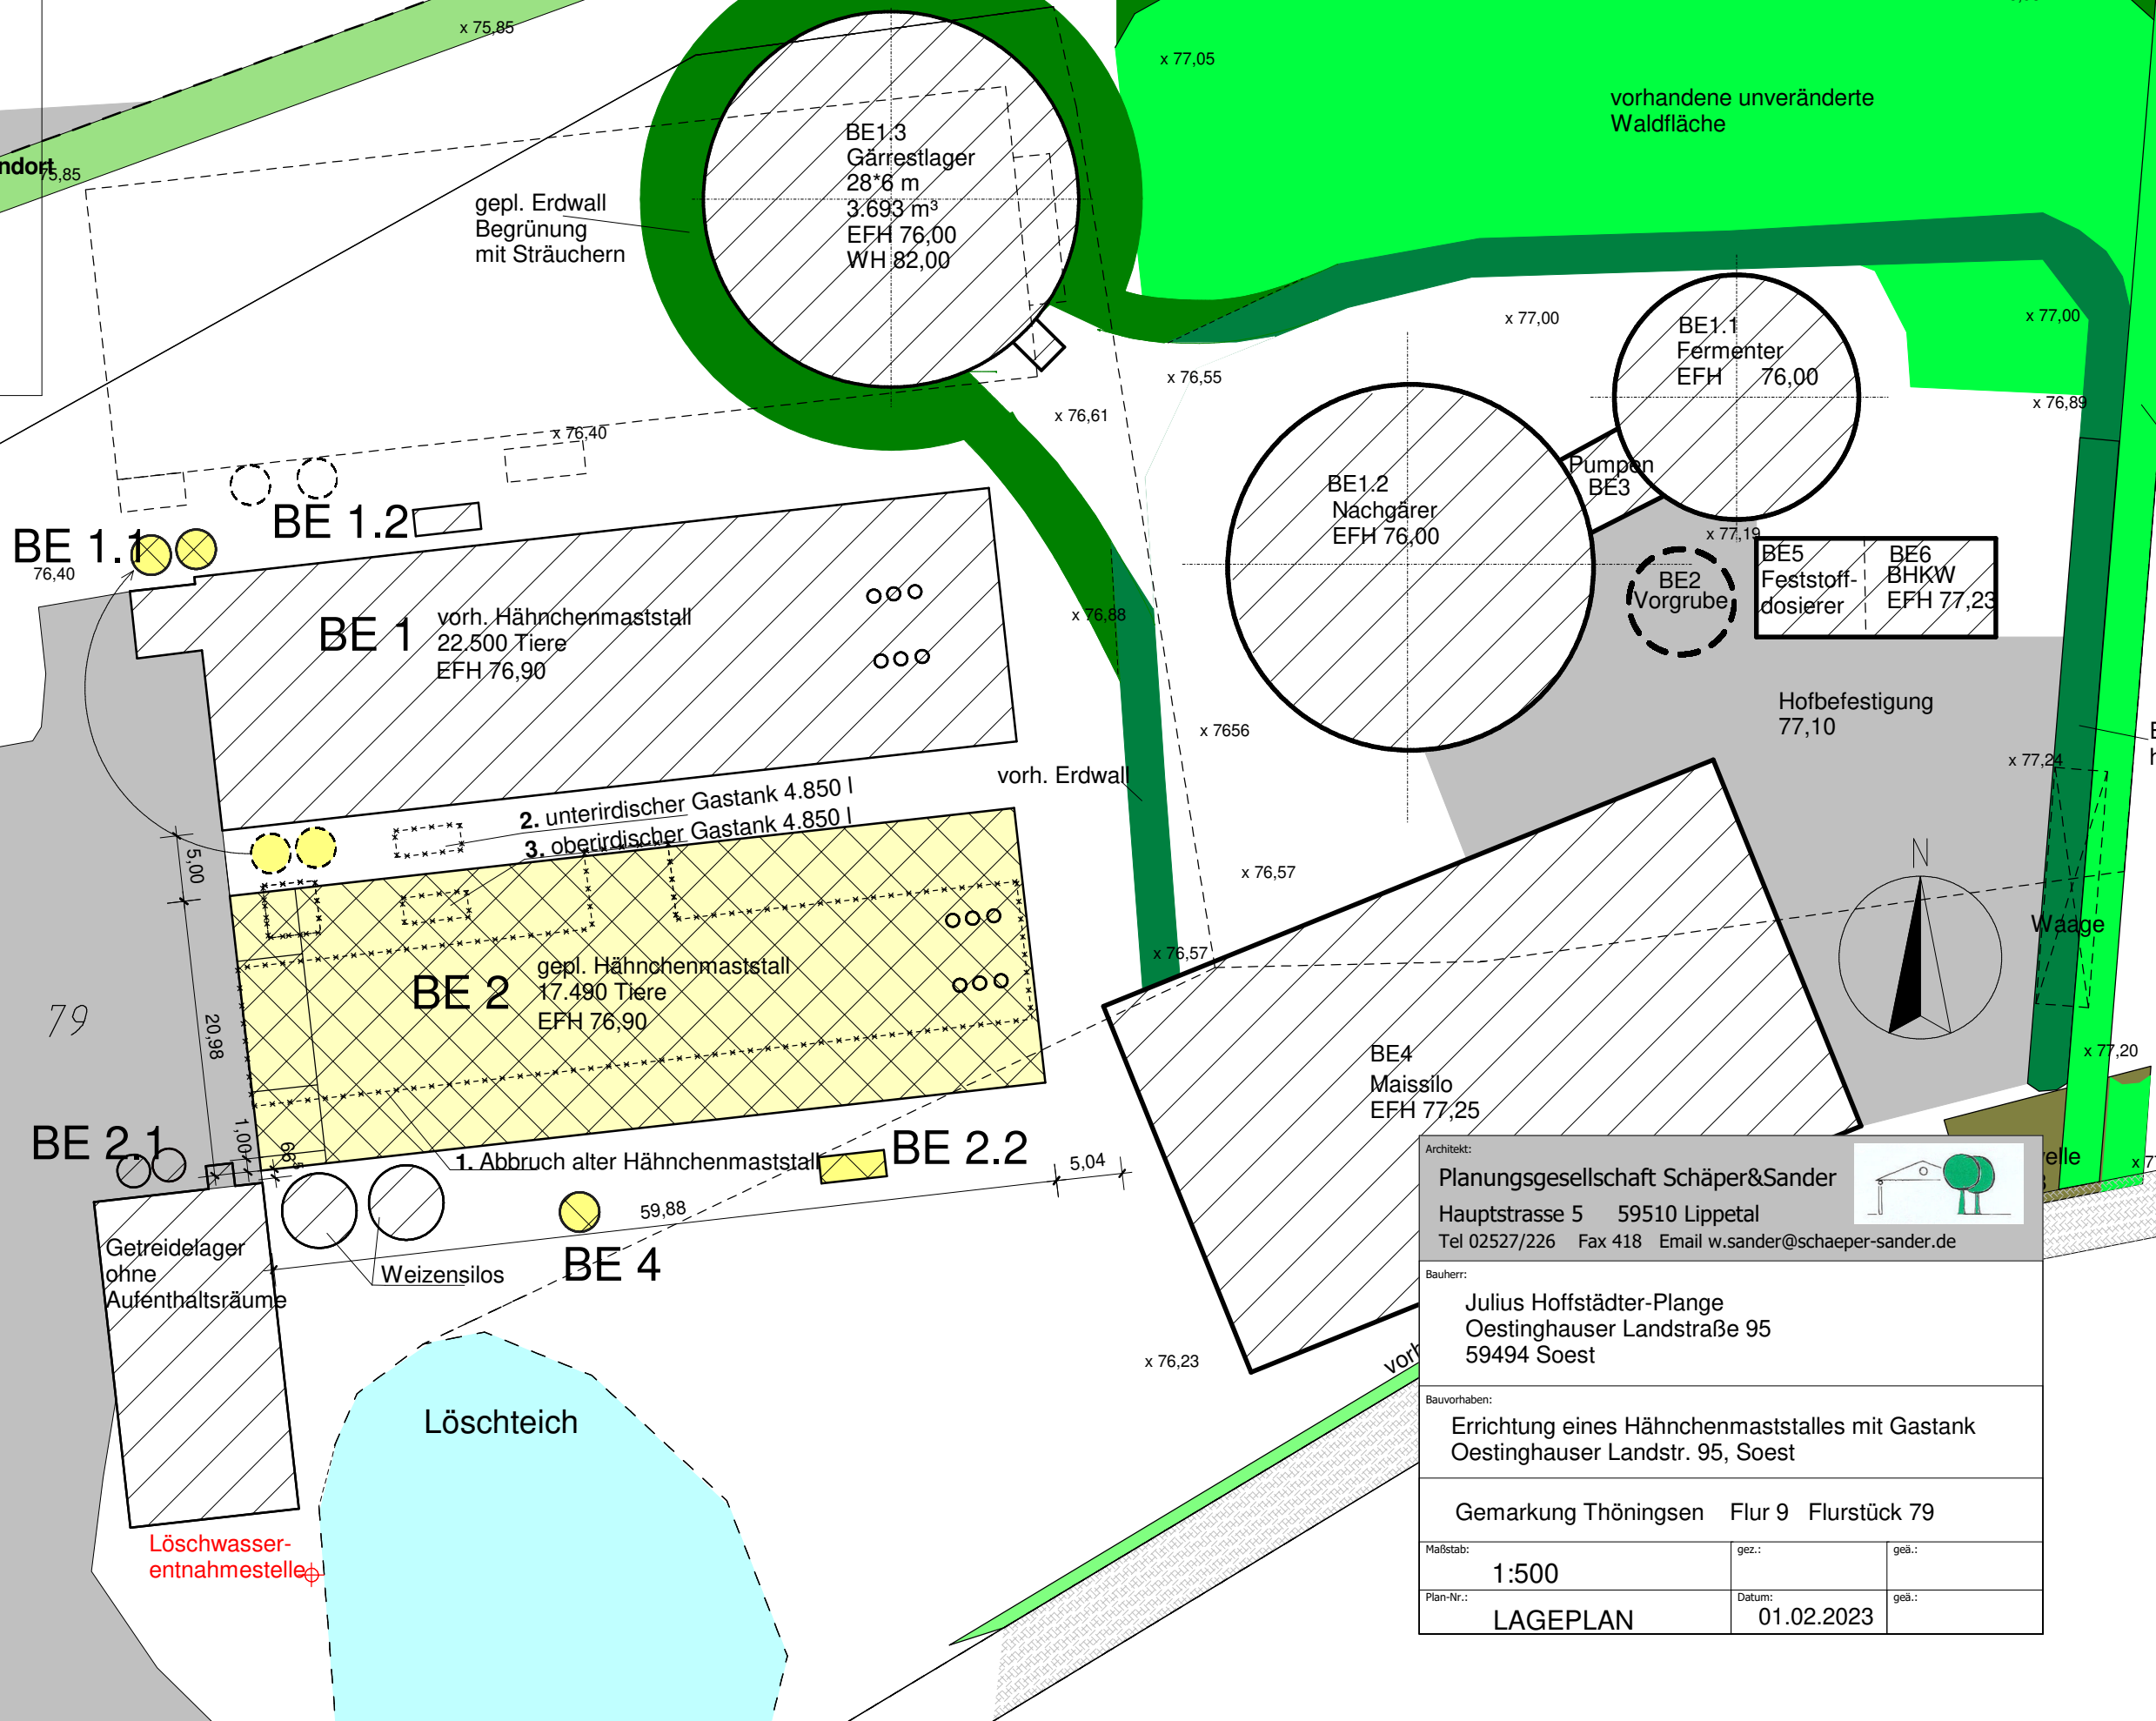 x 75,85
ndort
75,85
x 77,05
vorhandene unveränderte
Waldfläche
BE1.3
Gärrestlager
28*6 m
3.693 m³
EFH 76,00
WH 82,00
gepl. Erdwall
Begrünung
mit Sträuchern
x 77,00
x 77,00
BE1.1
Fermenter
EFH 76,00
x 76,55
x 76,61
x 76,89
x 76,40
Pumpen
BE3
BE1.2
Nachgärer
EFH 76,00
BE 1.2
BE 1.1
76,40
x 77,19
BE5
Feststoff-
dosierer
BE6
BHKW
EFH 77,23
BE2
Vorgrube
BE 1
vorh. Hähnchenmaststall
22.500 Tiere
EFH 76,90
x 76,88
Hofbefestigung
77,10
x 7656
x 77,24
vorh. Erdwall
2. unterirdischer Gastank 4.850 l
3. oberirdischer Gastank 4.850 l
5,00
x 76,57
N
Waage
x 76,57
BE 2
gepl. Hähnchenmaststall
17.490 Tiere
EFH 76,90
79
20,98
x 77,20
BE4
Maissilo
EFH 77,25
BE 2.1
1,00
1. Abbruch alter Hähnchenmaststall
BE 2.2
5,04
59,88
elle
x 7
Getreidelager
ohne
Aufenthaltsräume
Weizensilos
BE 4
x 76,23
vorh
Löschteich
Löschwasser-
entnahmestelle
Architekt:
Planungsgesellschaft Schäper&Sander
Hauptstrasse 5 59510 Lippetal
Tel 02527/226 Fax 418 Email w.sander@schaeper-sander.de
Bauherr:
Julius Hoffstädter-Plange
Oestinghauser Landstraße 95
59494 Soest
Bauvorhaben:
Errichtung eines Hähnchenmaststalles mit Gastank
Oestinghauser Landstr. 95, Soest
Gemarkung Thöningsen Flur 9 Flurstück 79
Maßstab:
1:500
gez.:
geä.:
Plan-Nr.:
LAGEPLAN
Datum:
01.02.2023
geä.: